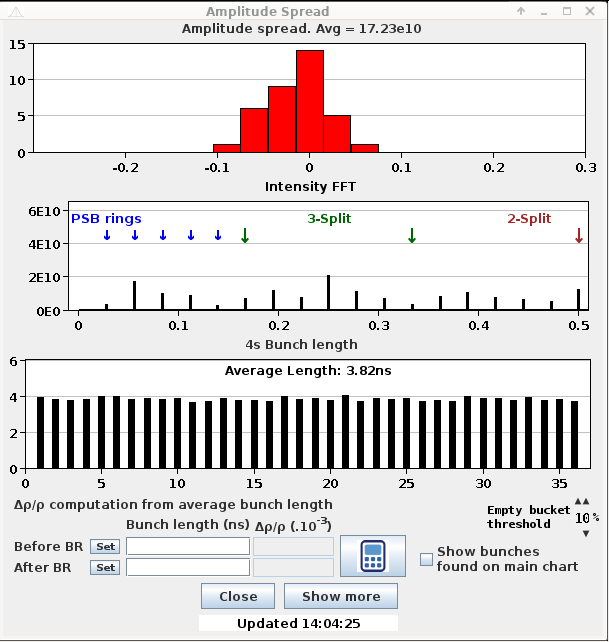 Amplitude Spread
Amplitude spread. Avg = 17.23e10
15
10
5
0
-0.2 -0.1 0 0.1 0.2 0.3
Intensity FFT
6E10
4E10
2E10
0E0
PSB rings 3-Split 2-Split
0 0.1 0.2 0.3 0.4 0.5
4s Bunch length
6
4
2
0
Average Length: 3.82ns
0 5 10 15 20 25 30 35
Δρ/ρ computation from average bunch length
Bunch length (ns) Δρ/ρ (.10⁻³)
Before BR Set
After BR Set
Empty bucket
threshold 10%
Show bunches
found on main chart
Close Show more
Updated 14:04:25